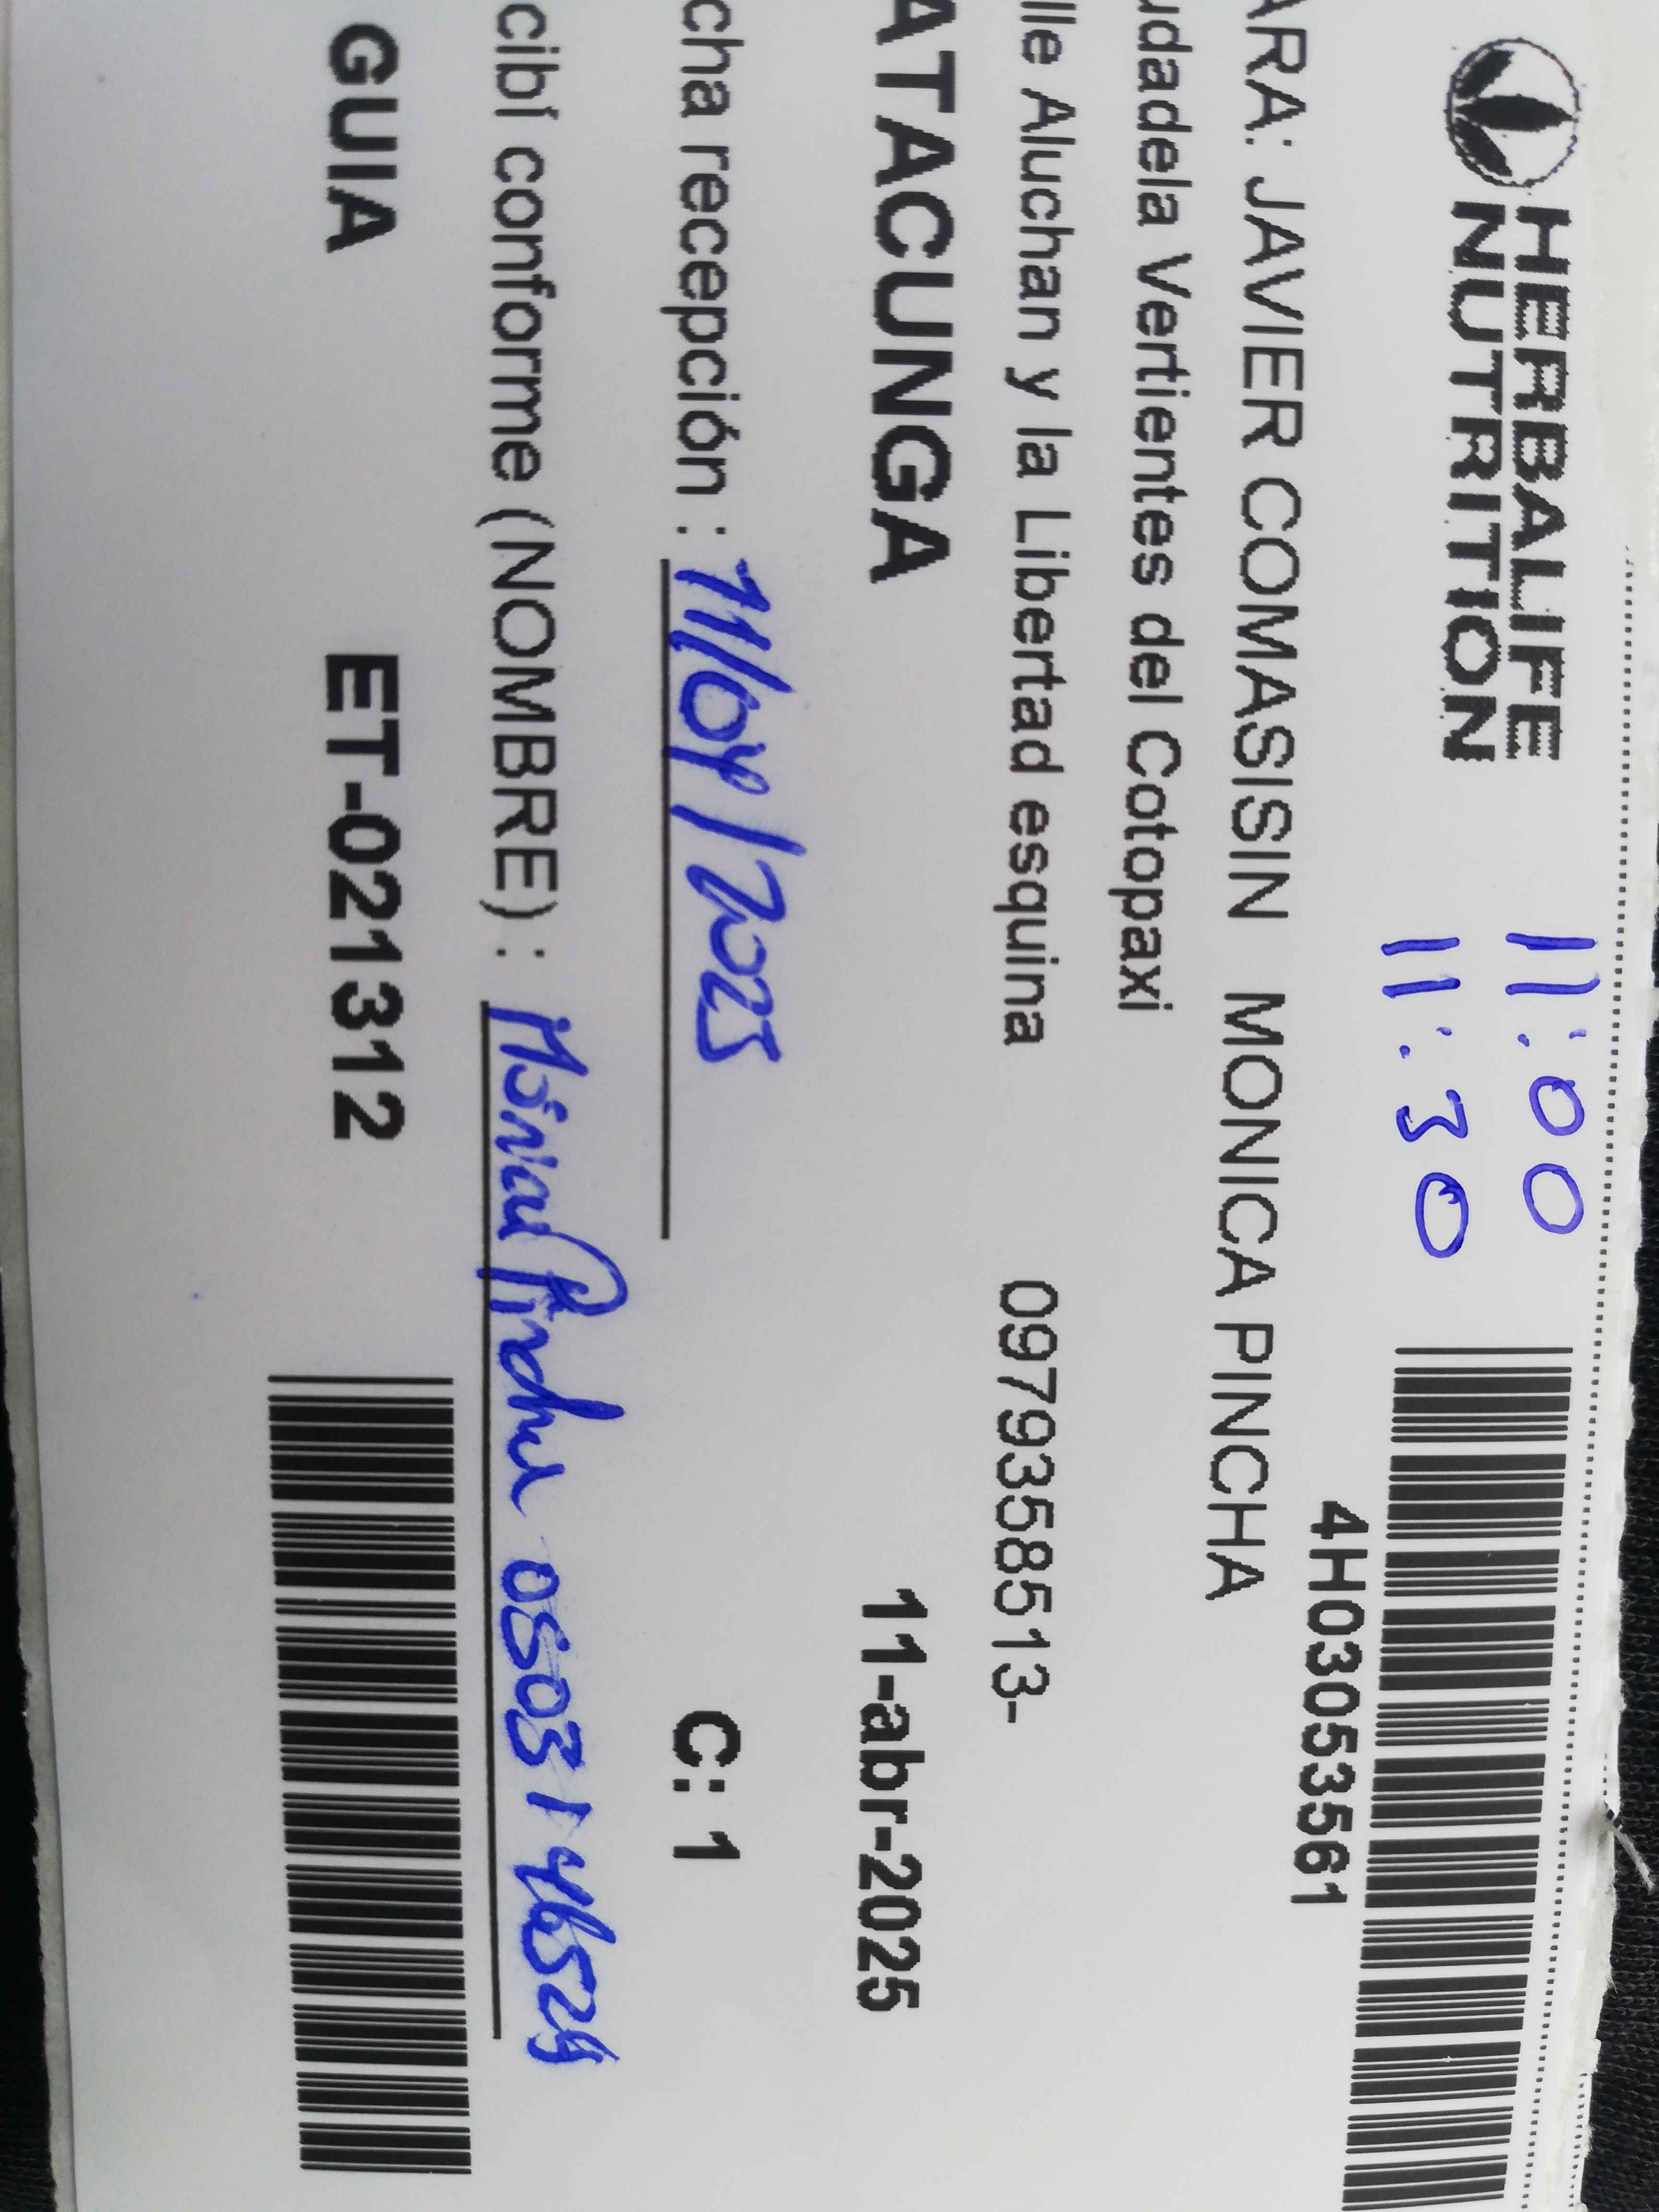 HERBALIFE
NUTRITION
11:00
11:30
4H03053561
ARA: JAVIER COMASISIN MONICA PINCHA
udadela Vertientes del Cotopaxi
lle Aluchan y la Libertad esquina 0979358513-
ATACUNGA 11-abr-2025
cha recepción : 11/04/2025 C: 1
cibí conforme (NOMBRE) : Mónica Pincha
GUIA ET-021312